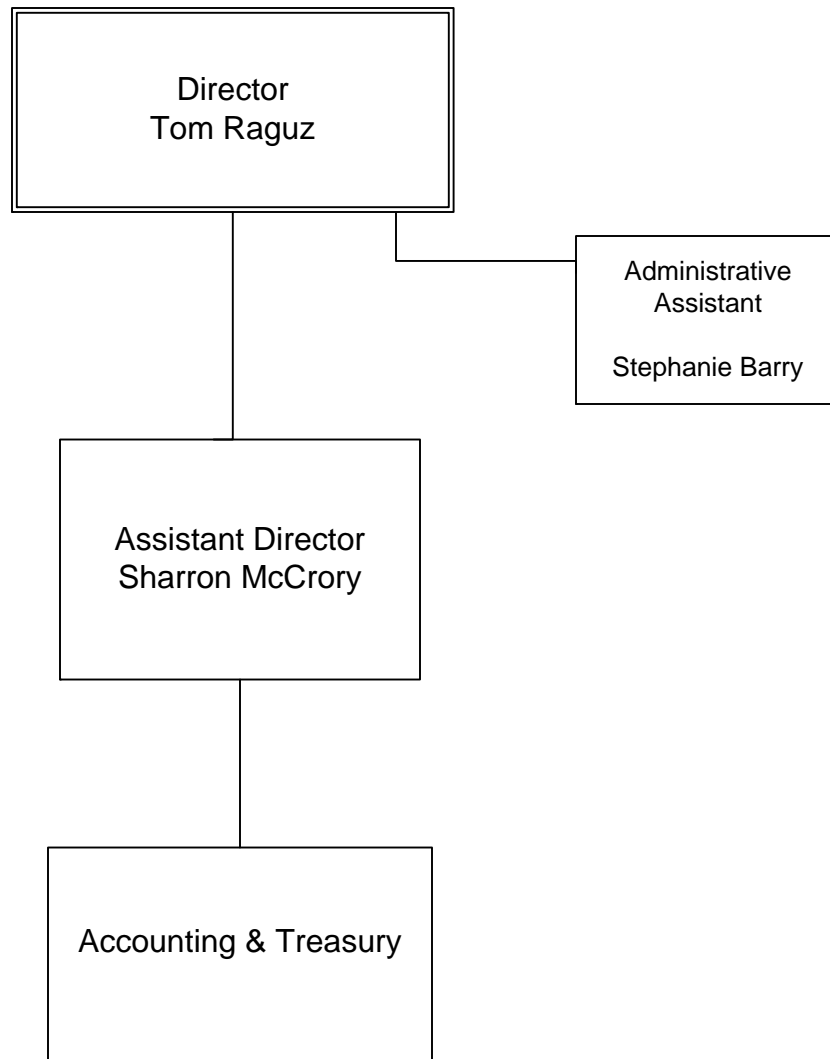 Director
Tom Raguz
Administrative
Assistant
Stephanie Barry
Assistant Director
Sharron McCrory
Accounting & Treasury